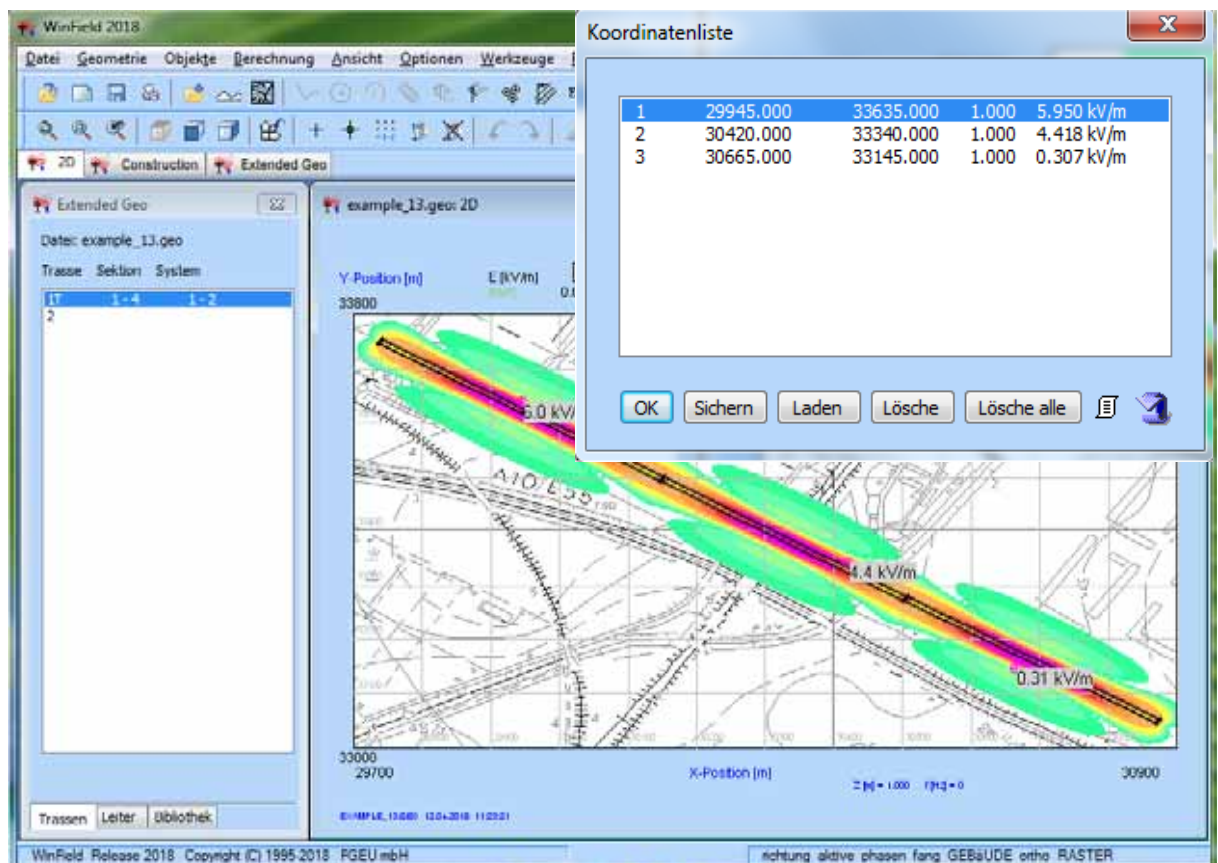 WinField 2018
Datei Geometrie Objekte Berechnung Ansicht Optionen Werkzeuge
2D Construction Extended Geo
Extended Geo
Datei: example_13.geo
Trasse Sektion System
1T 1-4 1-2
2
Trassen Leiter Bibliothek
example_13.geo: 2D
Y-Position [m] E [kV/m]
33800
6.0 kV/
A10 E55
4.4 kV/m
0.31 kV/m
33000
29700 X-Position [m] 30900
Z [m] = 1.000
Koordinatenliste
1 29945.000 33635.000 1.000 5.950 kV/m
2 30420.000 33340.000 1.000 4.418 kV/m
3 30665.000 33145.000 1.000 0.307 kV/m
OK Sichern Laden Lösche Lösche alle
WinField Release 2018 Copyright (C) 1995-2018 FGEU mbH
richtung aktive phasen fang GEBäUDE ortho RASTER